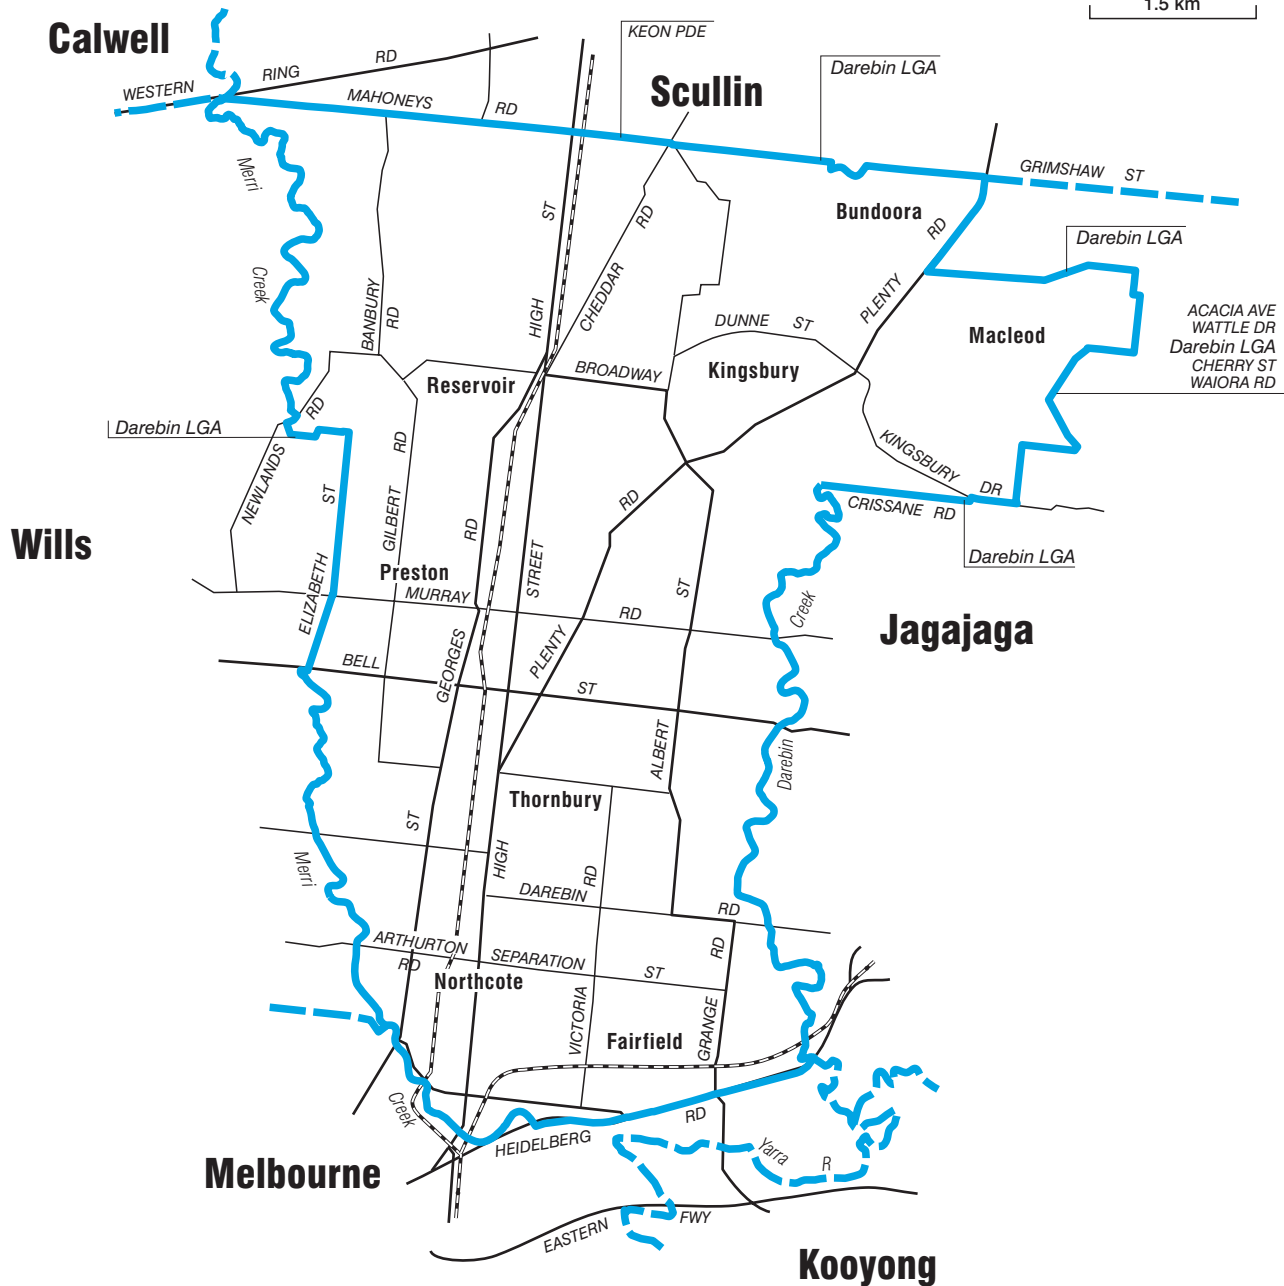 1.5 km
Calwell
KEON PDE
Darebin LGA
WESTERN
RING
RD
MAHONEYS
RD
Scullin
Merri
Creek
GRIMSHAW
ST
Bundoora
RD
Darebin LGA
ST
RD
CHEDDAR
HIGH
BANBURY
RD
PLENTY
DUNNE
ST
Macleod
ACACIA AVE
WATTLE DR
Darebin LGA
CHERRY ST
WAIORA RD
Reservoir
BROADWAY
Kingsbury
RD
Darebin LGA
NEWLANDS
ST
GILBERT
RD
RD
STREET
RD
KINGSBURY
DR
CRISSANE RD
Darebin LGA
Wills
Preston
ELIZABETH
MURRAY
RD
ST
Creek
Jagajaga
BELL
ST
GEORGES
PLENTY
ALBERT
Darebin
Thornbury
ST
HIGH
Merri
DAREBIN
RD
RD
ARTHURTON
RD
SEPARATION
ST
RD
Northcote
VICTORIA
Fairfield
GRANGE
Creek
HEIDELBERG
RD
Yarra
R
Melbourne
EASTERN
FWY
Kooyong